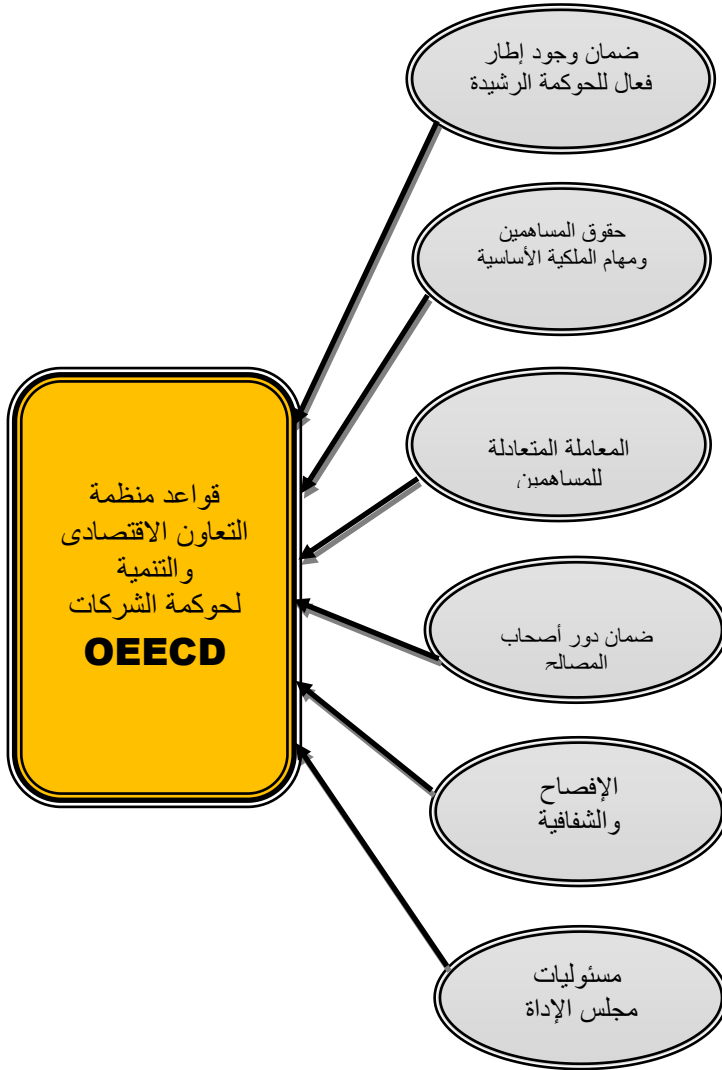 ضمان وجود إطار
فعال للحوكمة الرشيدة
حقوق المساهمين
ومهام الملكية الأساسية
المعاملة المتعادلة
للمساهمين
ضمان دور أصحاب
المصالح
الإفصاح
والشفافية
مسئوليات
مجلس الإداة
قواعد منظمة
التعاون الاقتصادى
والتنمية
لحوكمة الشركات
OEECD